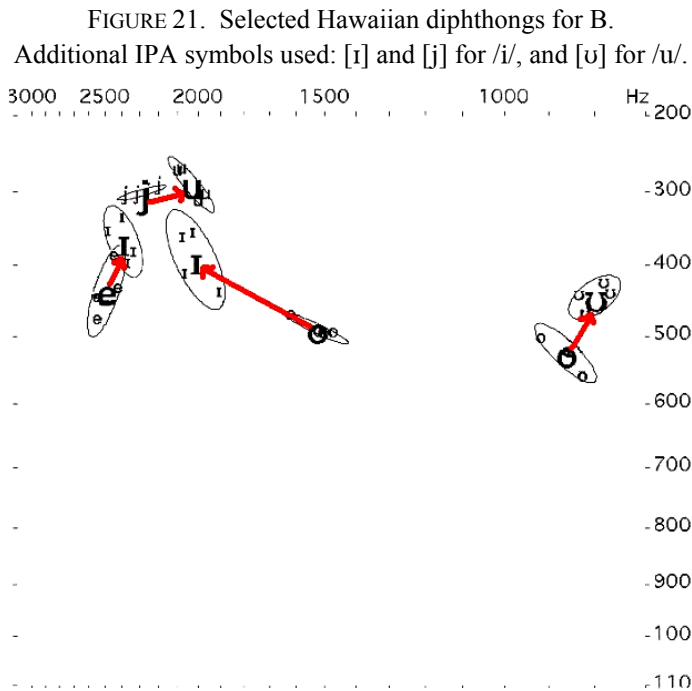 FIGURE 21. Selected Hawaiian diphthongs for B.
Additional IPA symbols used: [ɪ] and [j] for /i/, and [ʊ] for /u/.
3000 2500 2000 1500 1000 Hz
200
j u
300
ɪ ɪ
400
e ʊ
o o
500
600
700
800
900
100
110